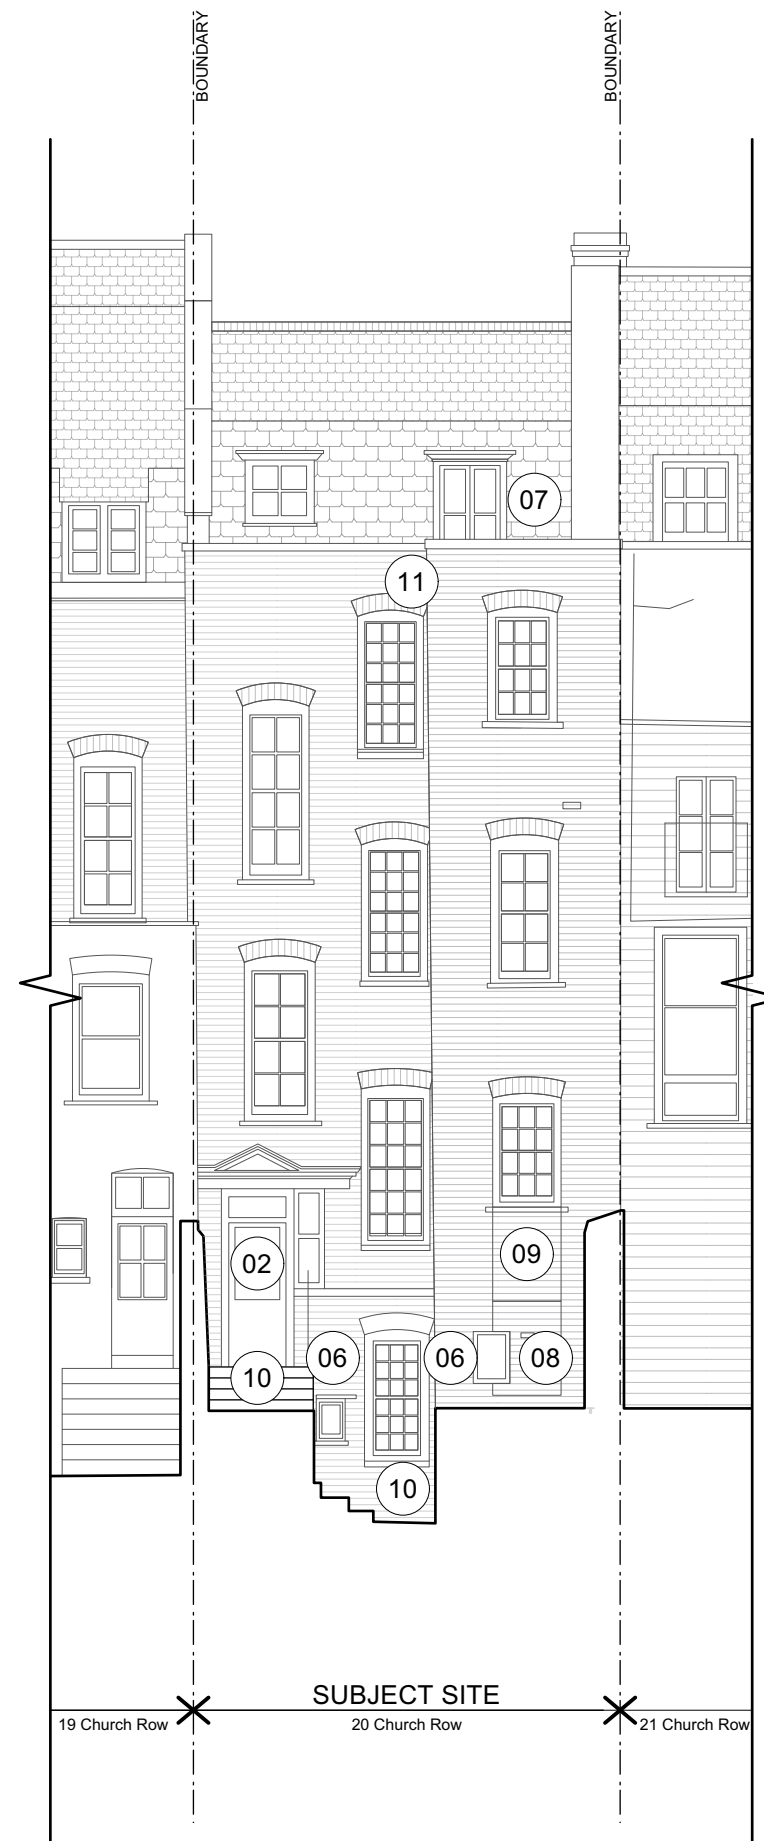 BOUNDARY
BOUNDARY
07
11
02
09
06
06
08
10
10
SUBJECT SITE
19 Church Row
20 Church Row
21 Church Row